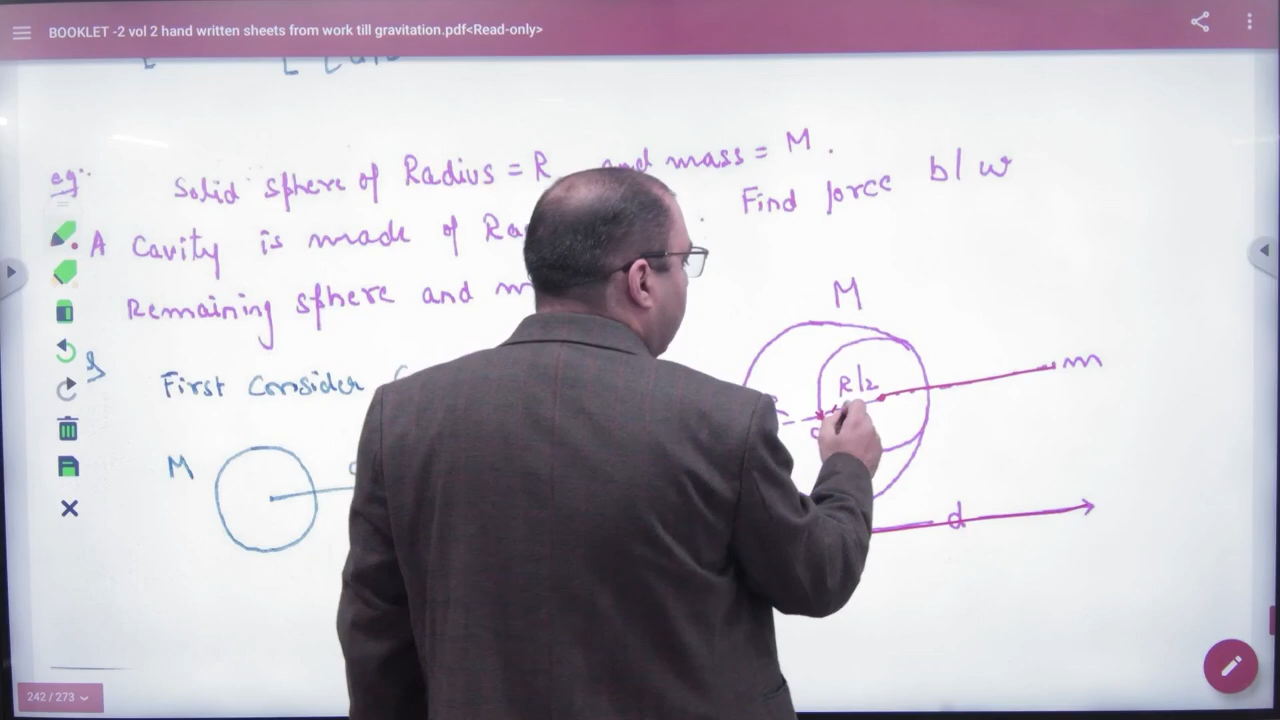 BOOKLET -2 vol 2 hand written sheets from work till gravitation.pdf<Read-only>
eg:- Solid sphere of Radius = R and mass = M .
A Cavity is made of . Find force b/w
Remaining sphere and
M
First Consider
R/2
m
M
d
242 / 273